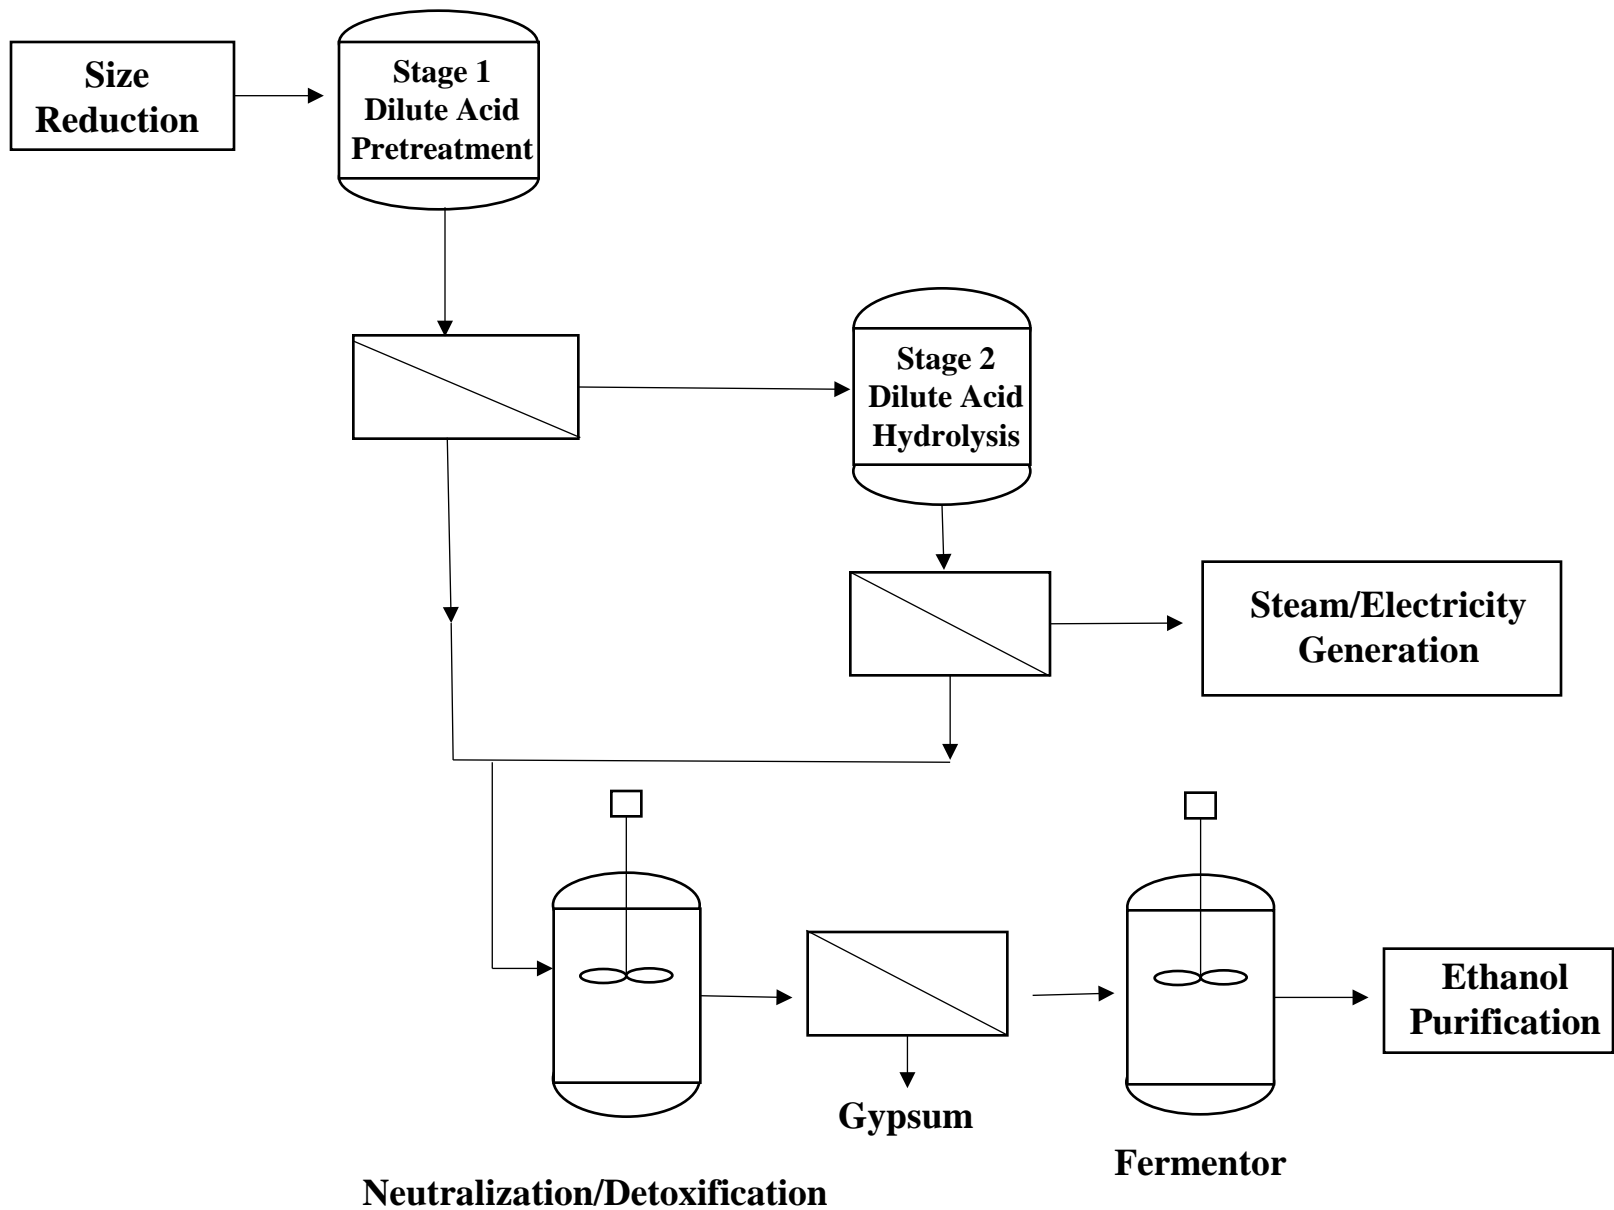 Size
Reduction
Stage 1
Dilute Acid
Pretreatment
Stage 2
Dilute Acid
Hydrolysis
Steam/Electricity
Generation
Ethanol
Purification
Gypsum
Fermentor
Neutralization/Detoxification